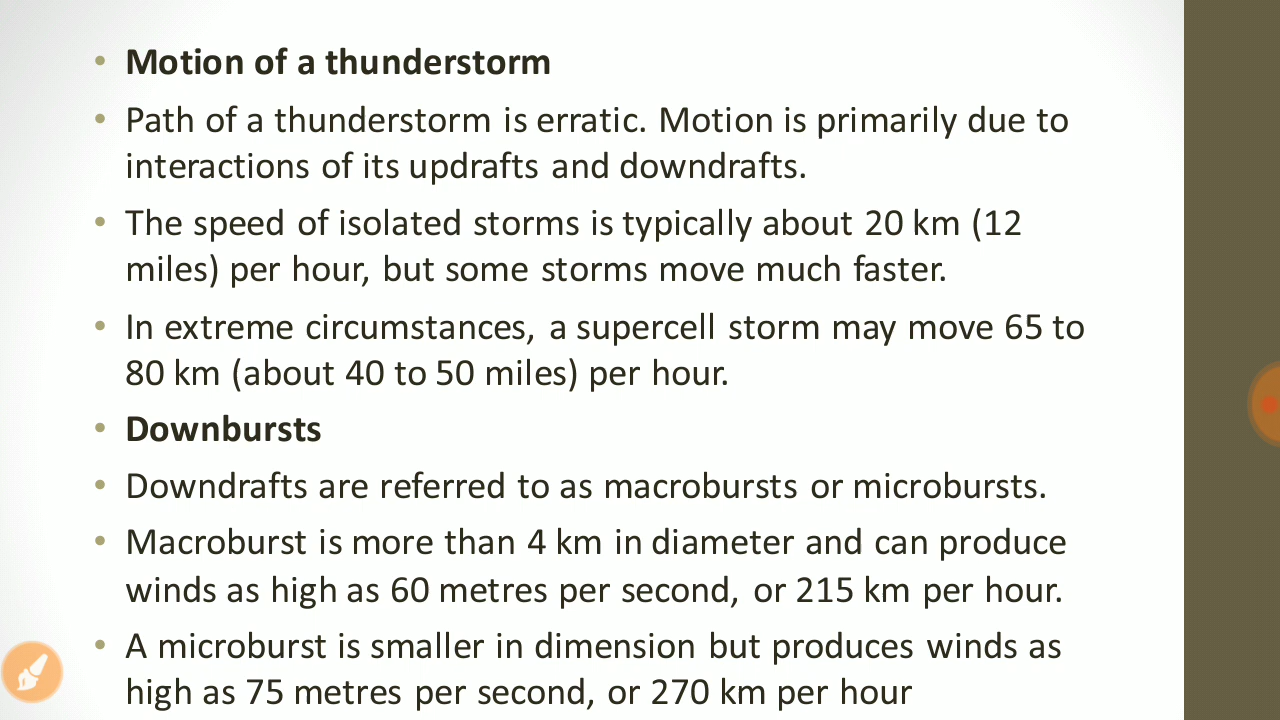 • Motion of a thunderstorm
• Path of a thunderstorm is erratic. Motion is primarily due to
interactions of its updrafts and downdrafts.
• The speed of isolated storms is typically about 20 km (12
miles) per hour, but some storms move much faster.
• In extreme circumstances, a supercell storm may move 65 to
80 km (about 40 to 50 miles) per hour.
• Downbursts
• Downdrafts are referred to as macrobursts or microbursts.
• Macroburst is more than 4 km in diameter and can produce
winds as high as 60 metres per second, or 215 km per hour.
• A microburst is smaller in dimension but produces winds as
high as 75 metres per second, or 270 km per hour